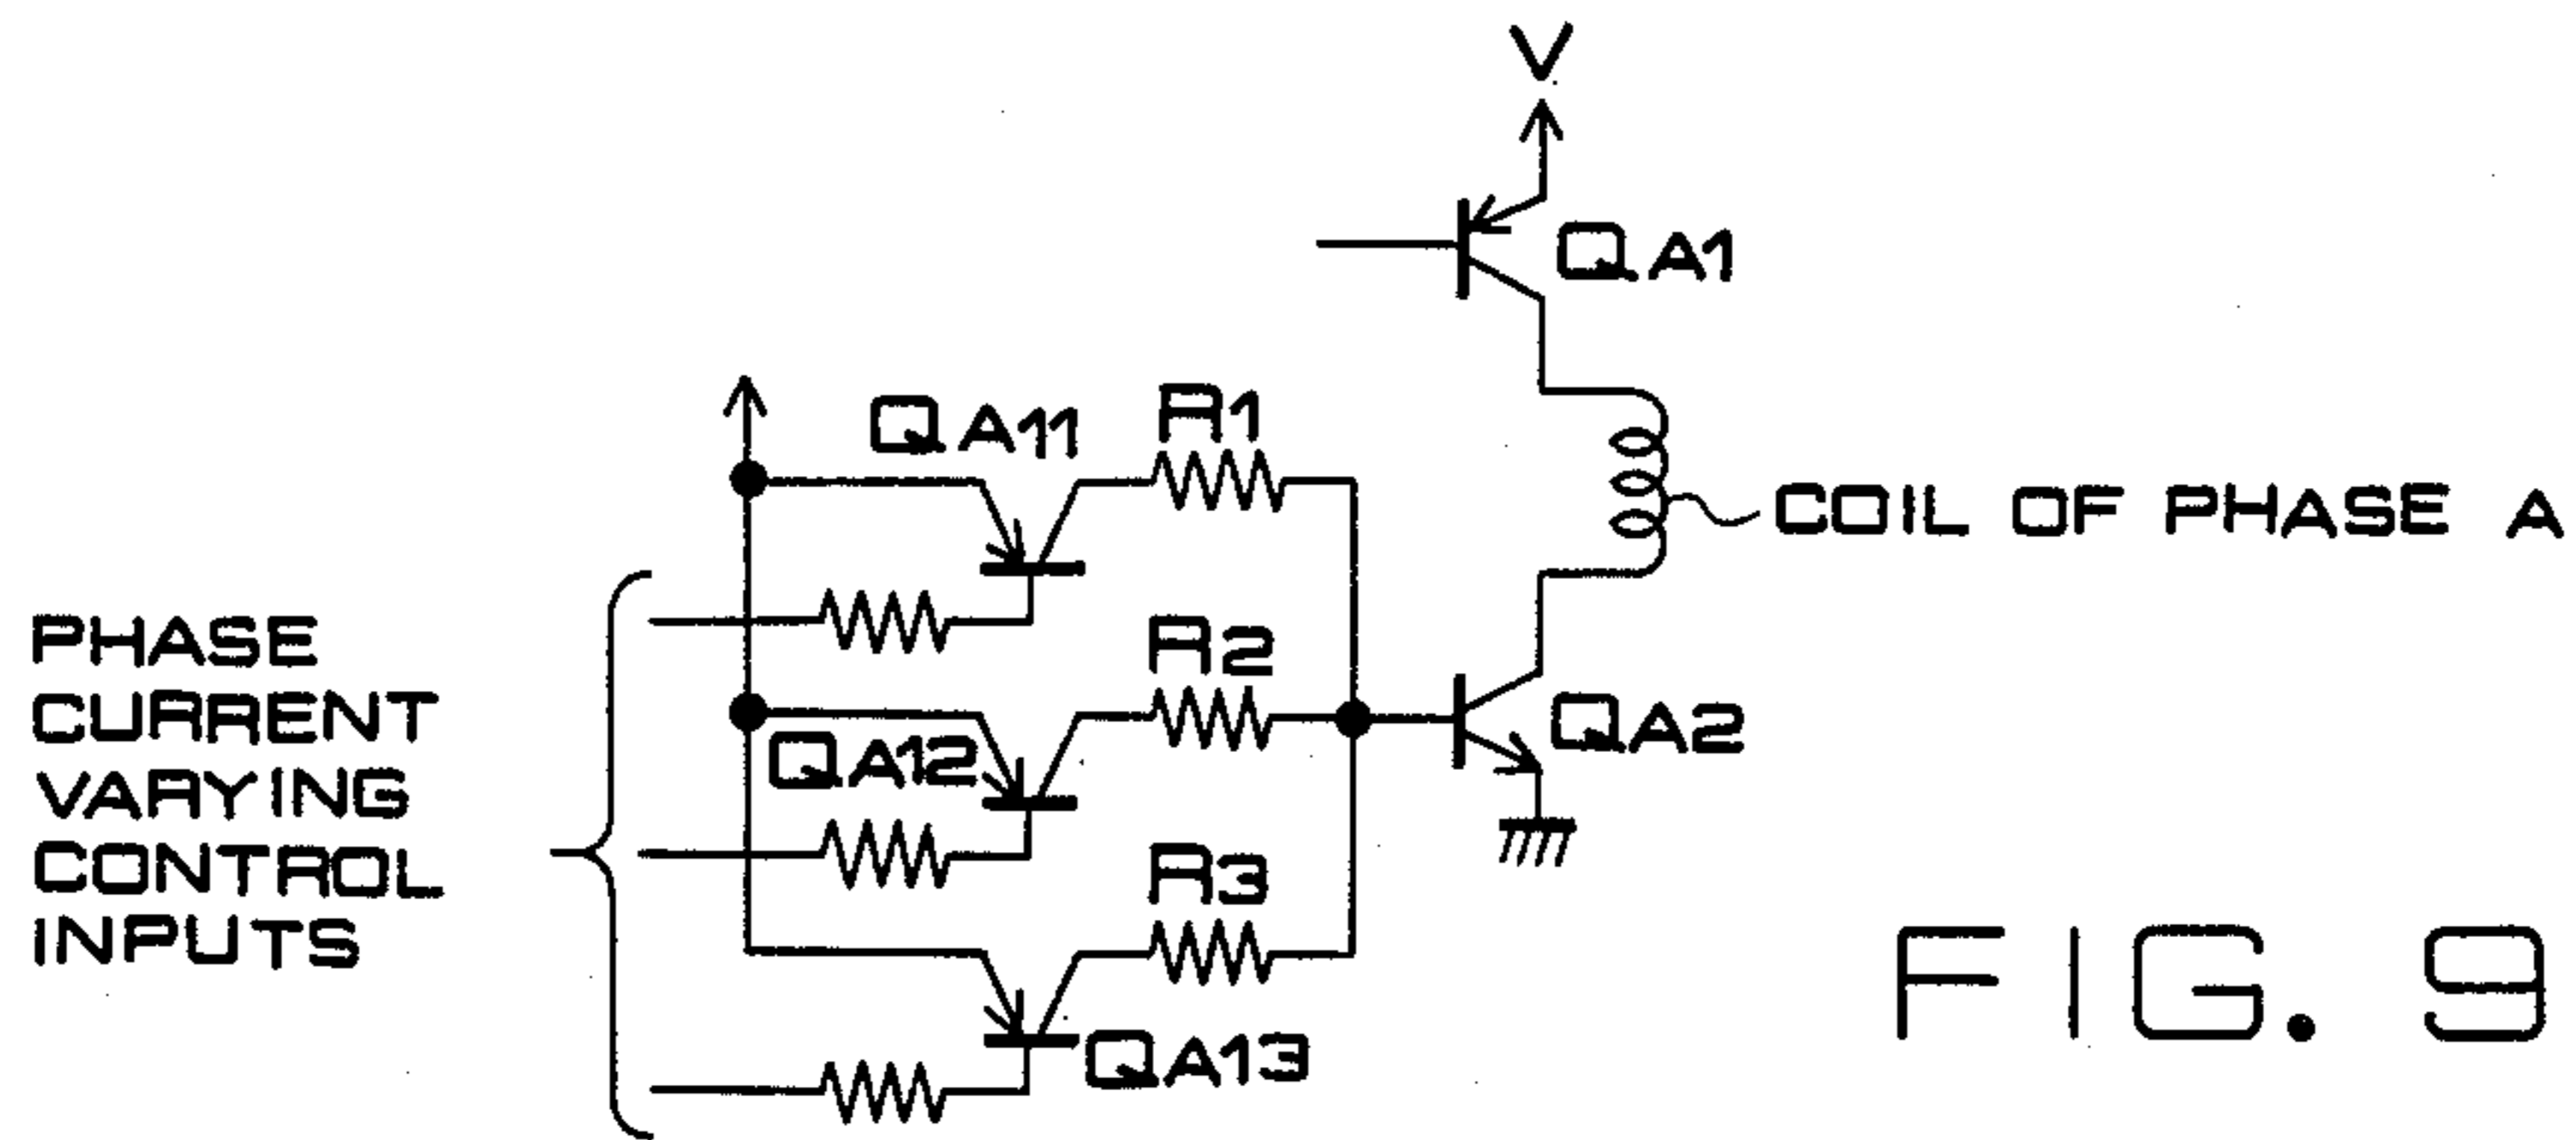 V
QA1
QA11
R1
COIL OF PHASE A
PHASE
CURRENT
VARYING
CONTROL
INPUTS
R2
QA12
QA2
R3
QA13
FIG. 9